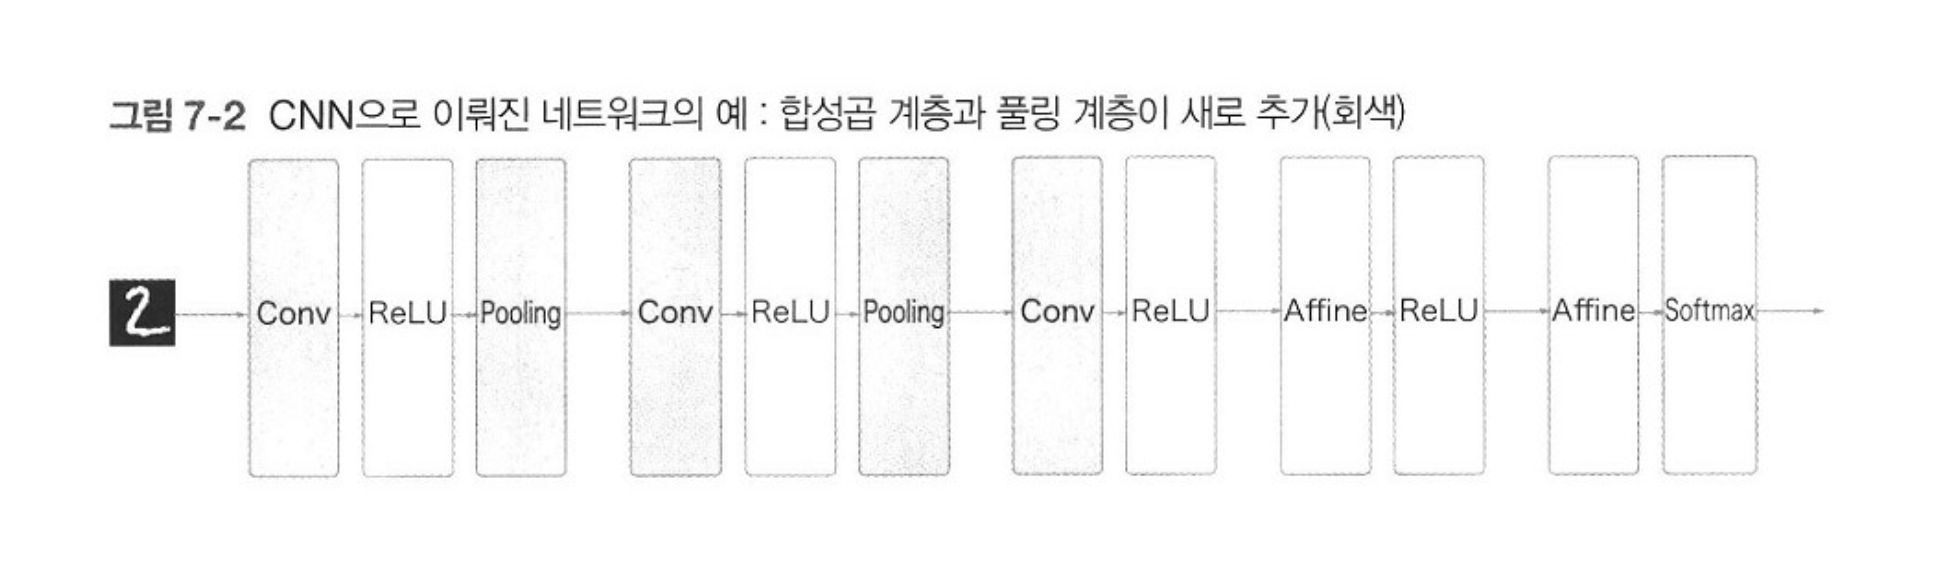 그림 7-2 CNN으로 이뤄진 네트워크의 예 : 합성곱 계층과 풀링 계층이 새로 추가(회색)
2 Conv ReLU Pooling Conv ReLU Pooling Conv ReLU Affine ReLU Affine Softmax